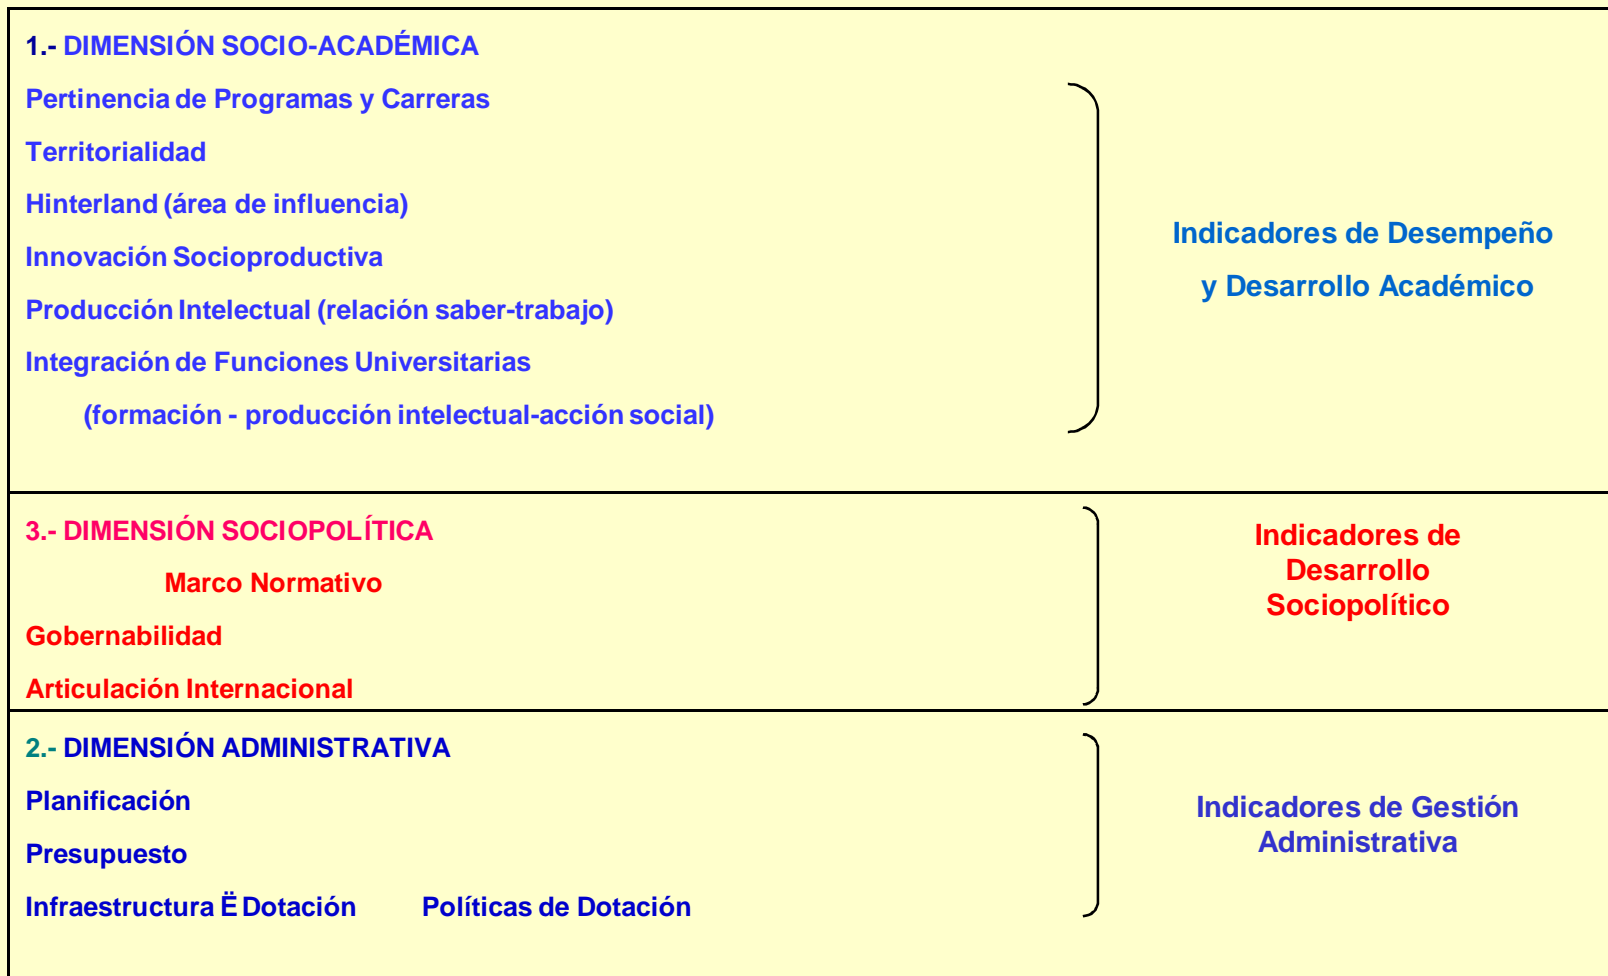 1.- DIMENSIÓN SOCIO-ACADÉMICA
Pertinencia de Programas y Carreras
Territorialidad
Hinterland (área de influencia)
Innovación Socioproductiva
Producción Intelectual (relación saber-trabajo)
Integración de Funciones Universitarias
(formación - producción intelectual-acción social)
Indicadores de Desempeño
y Desarrollo Académico
3.- DIMENSIÓN SOCIOPOLÍTICA
Marco Normativo
Gobernabilidad
Articulación Internacional
Indicadores de
Desarrollo
Sociopolítico
2.- DIMENSIÓN ADMINISTRATIVA
Planificación
Presupuesto
Infraestructura Ë Dotación Políticas de Dotación
Indicadores de Gestión
Administrativa